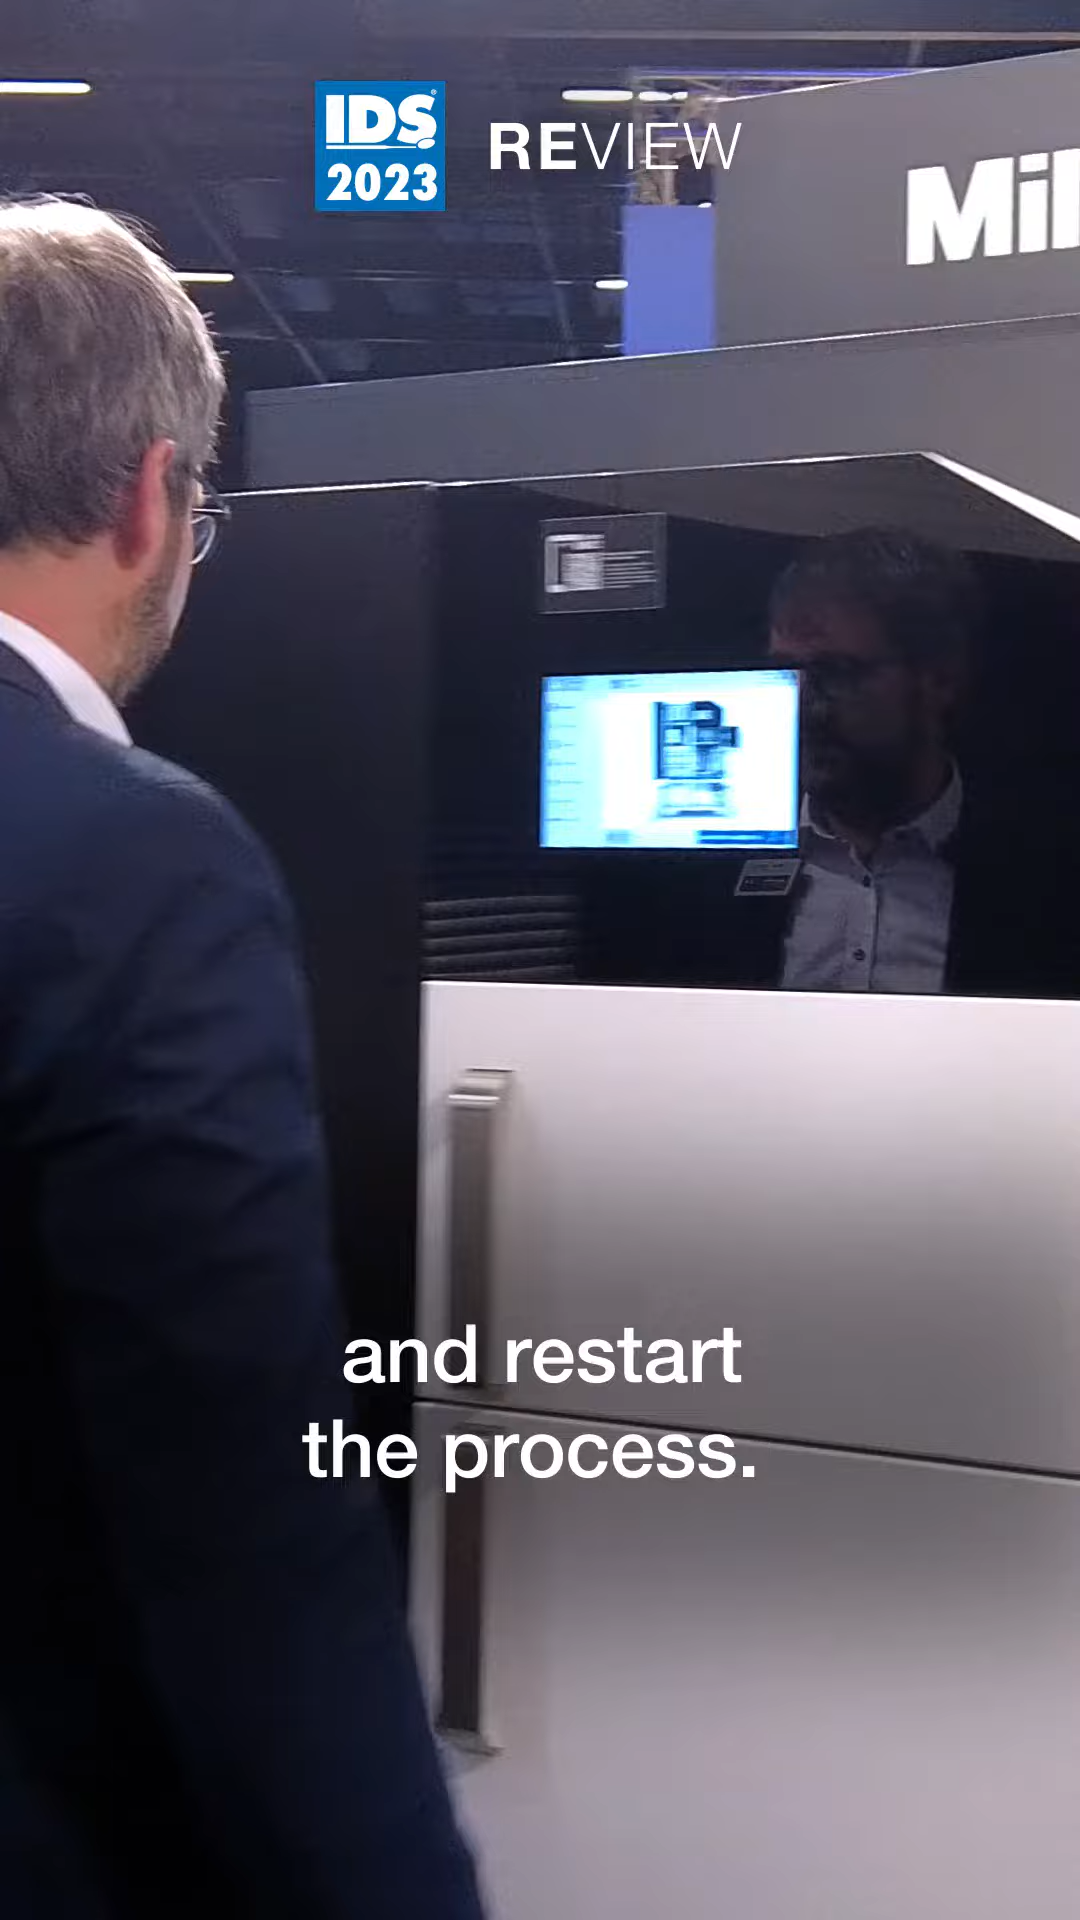 IDS
2023
REVIEW
Mil
and restart
the process.